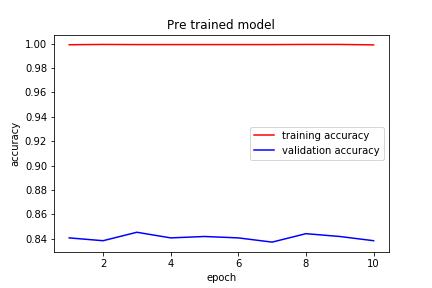 Pre trained model
1.00
0.98
0.96
0.94
0.92
0.90
0.88
0.86
0.84
accuracy
training accuracy
validation accuracy
2 4 6 8 10
epoch